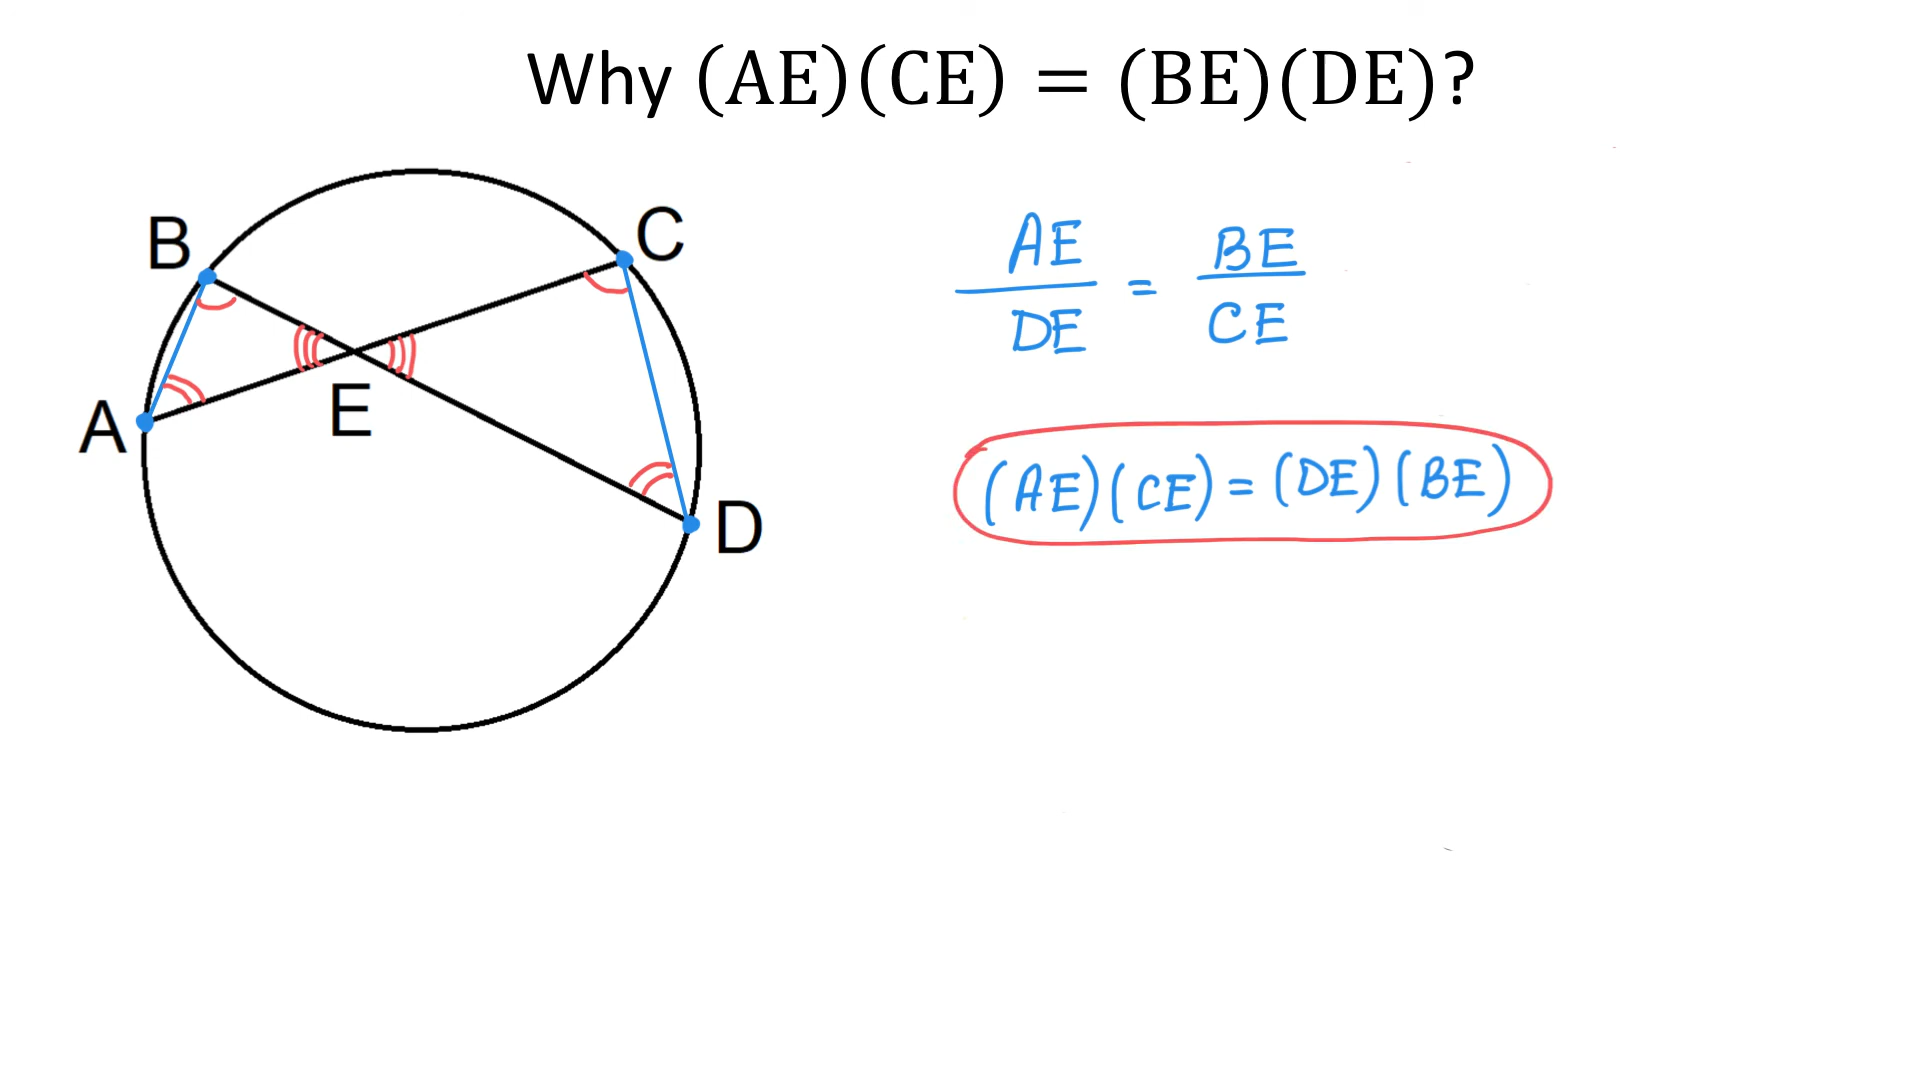 Why (AE)(CE) = (BE)(DE)?
B
C
A
E
D
AE/DE = BE/CE
(AE)(CE) = (DE)(BE)